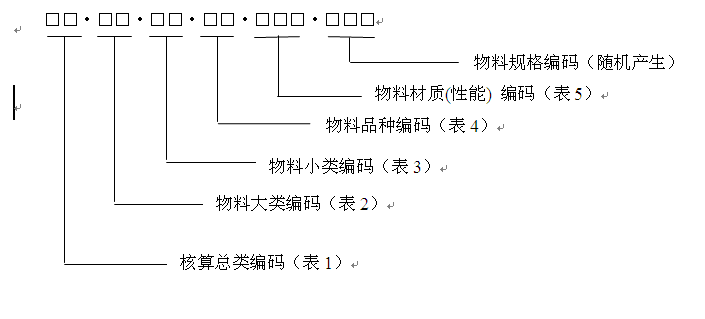 □□·□□·□□·□□·□□□·□□□
物料规格编码（随机产生）
物料材质(性能) 编码（表5）
物料品种编码（表4）
物料小类编码（表3）
物料大类编码（表2）
核算总类编码（表1）